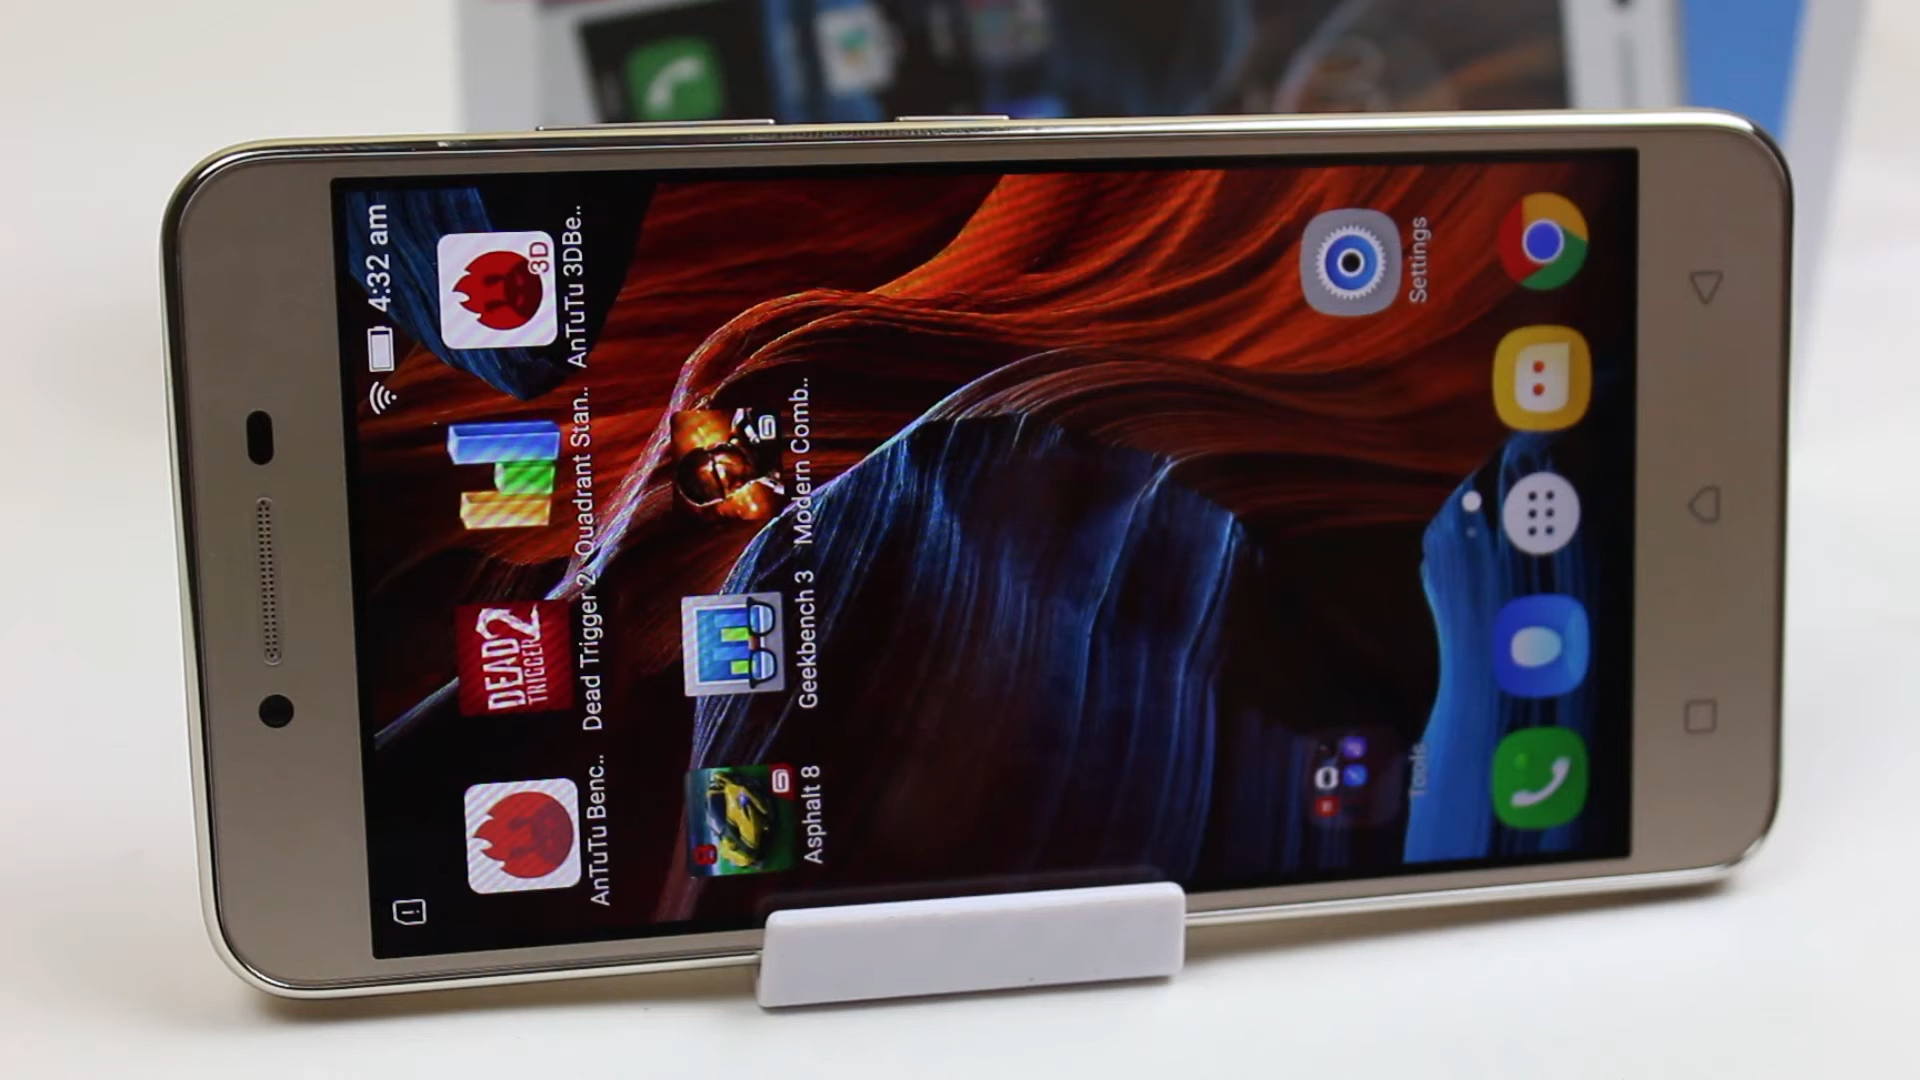 4:32 am
AnTuTu Benc..
Dead Trigger 2
Quadrant Stan..
AnTuTu 3DBe..
DEAD
TRIGGER 2
3D
Asphalt 8
Geekbench 3
Modern Comb..
Tools
Settings